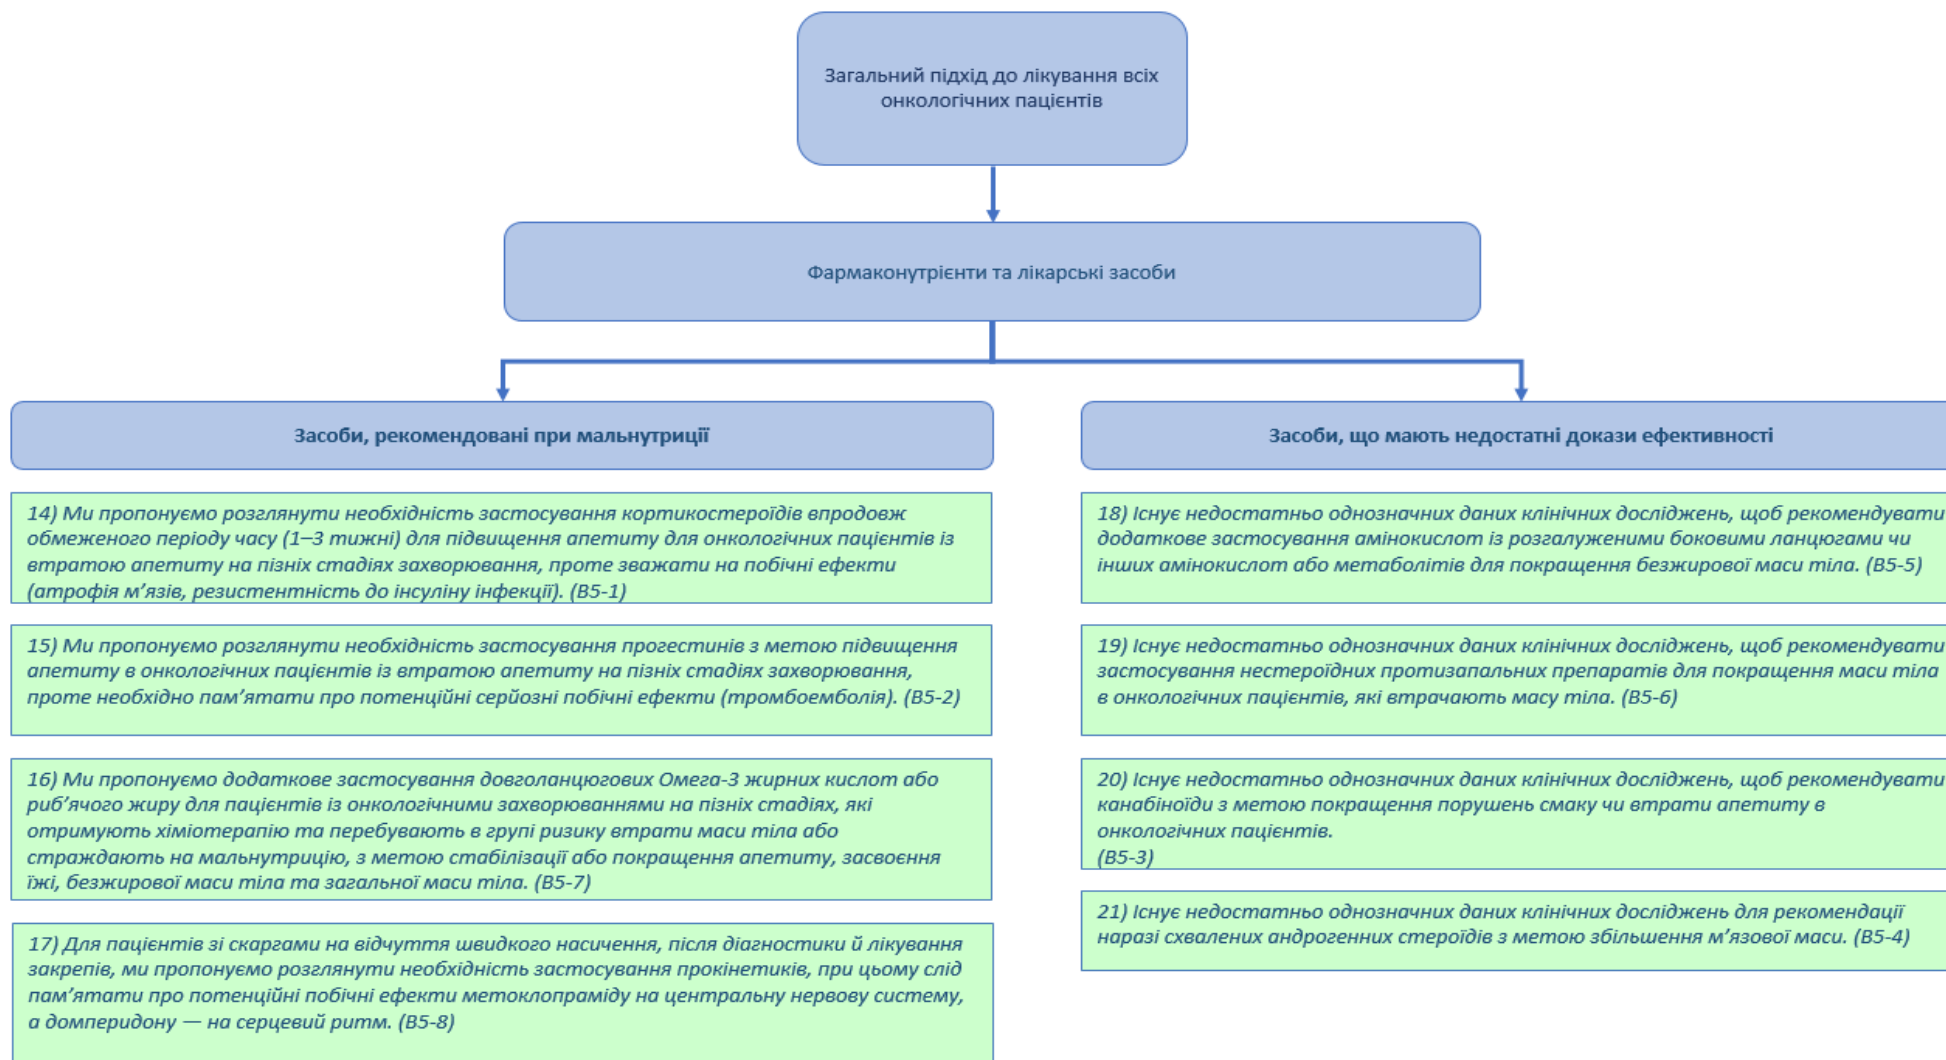 Загальний підхід до лікування всіх
онкологічних пацієнтів
Фармаконутрієнти та лікарські засоби
Засоби, рекомендовані при мальнутриції
14) Ми пропонуємо розглянути необхідність застосування кортикостероїдів впродовж
обмеженого періоду часу (1–3 тижні) для підвищення апетиту для онкологічних пацієнтів із
втратою апетиту на пізніх стадіях захворювання, проте зважати на побічні ефекти
(атрофія м’язів, резистентність до інсуліну інфекції). (B5-1)
15) Ми пропонуємо розглянути необхідність застосування прогестинів з метою підвищення
апетиту в онкологічних пацієнтів із втратою апетиту на пізніх стадіях захворювання,
проте необхідно пам’ятати про потенційні серйозні побічні ефекти (тромбоемболія). (B5-2)
16) Ми пропонуємо додаткове застосування довголанцюгових Омега-3 жирних кислот або
риб’ячого жиру для пацієнтів із онкологічними захворюваннями на пізніх стадіях, які
отримують хіміотерапію та перебувають в групі ризику втрати маси тіла або
страждають на мальнутрицію, з метою стабілізації або покращення апетиту, засвоєння
їжі, безжирової маси тіла та загальної маси тіла. (B5-7)
17) Для пацієнтів зі скаргами на відчуття швидкого насичення, після діагностики й лікування
закрепів, ми пропонуємо розглянути необхідність застосування прокінетиків, при цьому слід
пам’ятати про потенційні побічні ефекти метоклопраміду на центральну нервову систему,
а домперидону — на серцевий ритм. (B5-8)
Засоби, що мають недостатні докази ефективності
18) Існує недостатньо однозначних даних клінічних досліджень, щоб рекомендувати
додаткове застосування амінокислот із розгалуженими боковими ланцюгами чи
інших амінокислот або метаболітів для покращення безжирової маси тіла. (B5-5)
19) Існує недостатньо однозначних даних клінічних досліджень, щоб рекомендувати
застосування нестероїдних протизапальних препаратів для покращення маси тіла
в онкологічних пацієнтів, які втрачають масу тіла. (B5-6)
20) Існує недостатньо однозначних даних клінічних досліджень, щоб рекомендувати
канабіноїди з метою покращення порушень смаку чи втрати апетиту в
онкологічних пацієнтів.
(B5-3)
21) Існує недостатньо однозначних даних клінічних досліджень для рекомендації
наразі схвалених андрогенних стероїдів з метою збільшення м’язової маси. (B5-4)